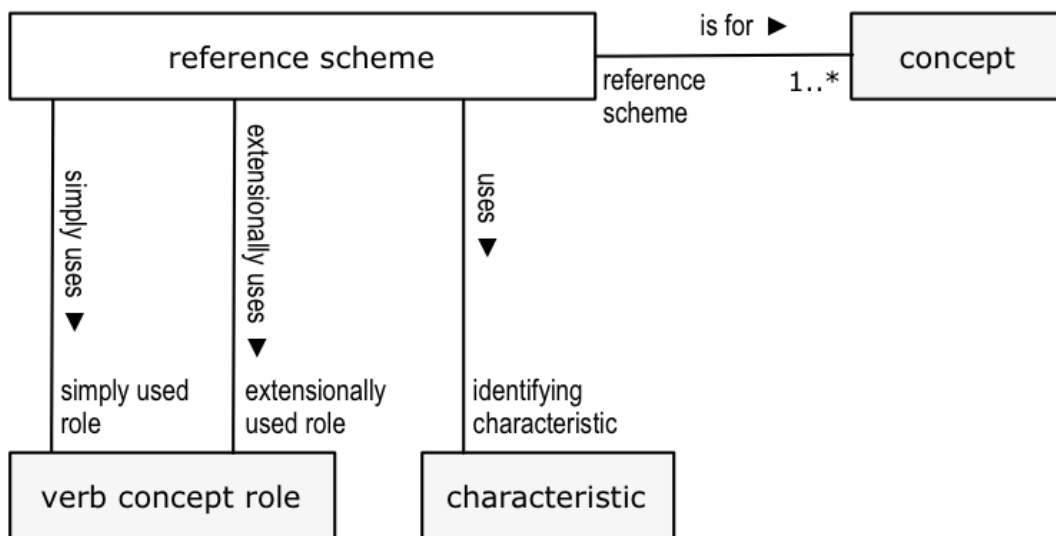 reference scheme
is for ►
concept
reference
scheme
1..*
simply uses ▼
extensionally uses ▼
uses ▼
simply used
role
extensionally
used role
identifying
characteristic
verb concept role
characteristic